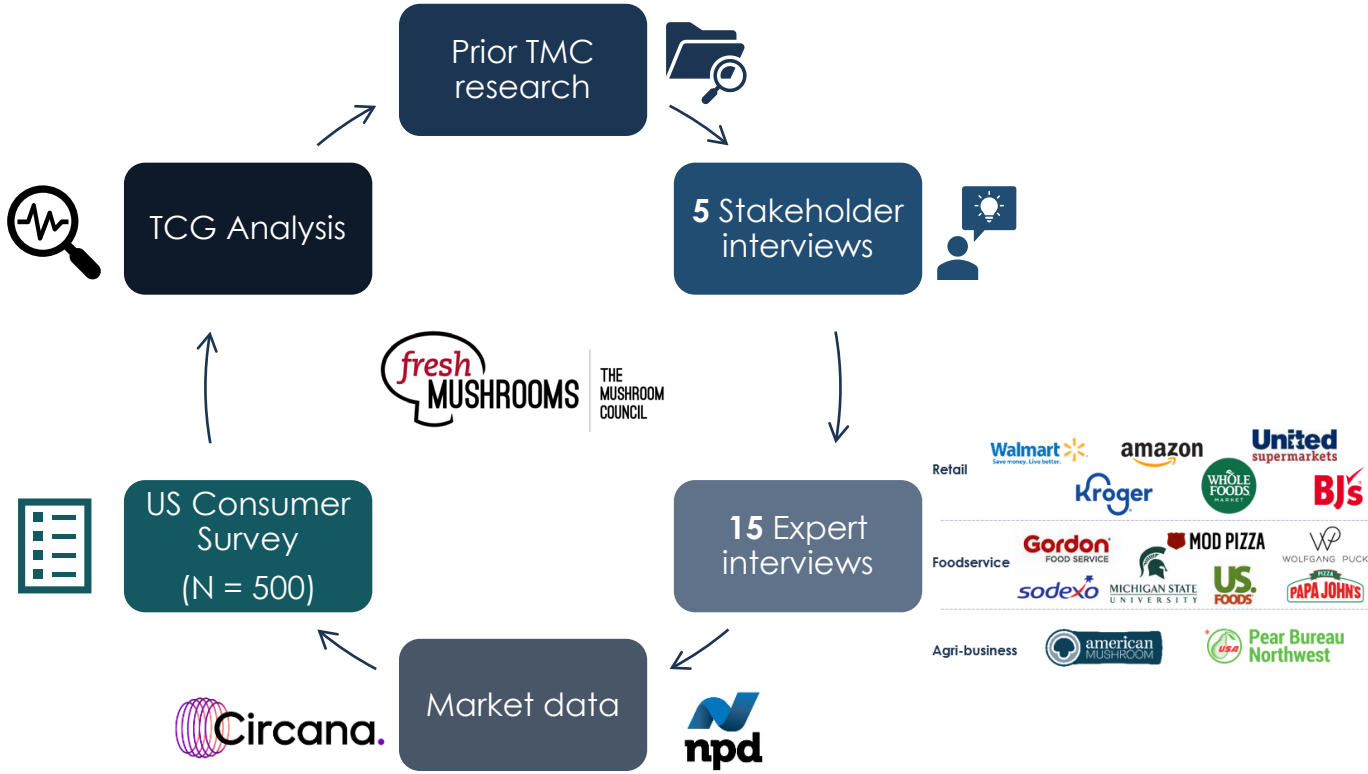 Prior TMC
research
TCG Analysis
5 Stakeholder
interviews
fresh
MUSHROOMS
THE
MUSHROOM
COUNCIL
US Consumer
Survey
(N = 500)
15 Expert
interviews
Retail
Walmart
Save money. Live better.
amazon
United
supermarkets
Kroger
WHOLE
FOODS
MARKET
BJ's
Foodservice
Gordon
FOOD SERVICE
MOD PIZZA
WP
WOLFGANG PUCK
sodexo
MICHIGAN STATE
UNIVERSITY
US.
FOODS
PIZZA
PAPA JOHN'S
Agri-business
american
MUSHROOM
USA
Pear Bureau
Northwest
Market data
Circana.
npd